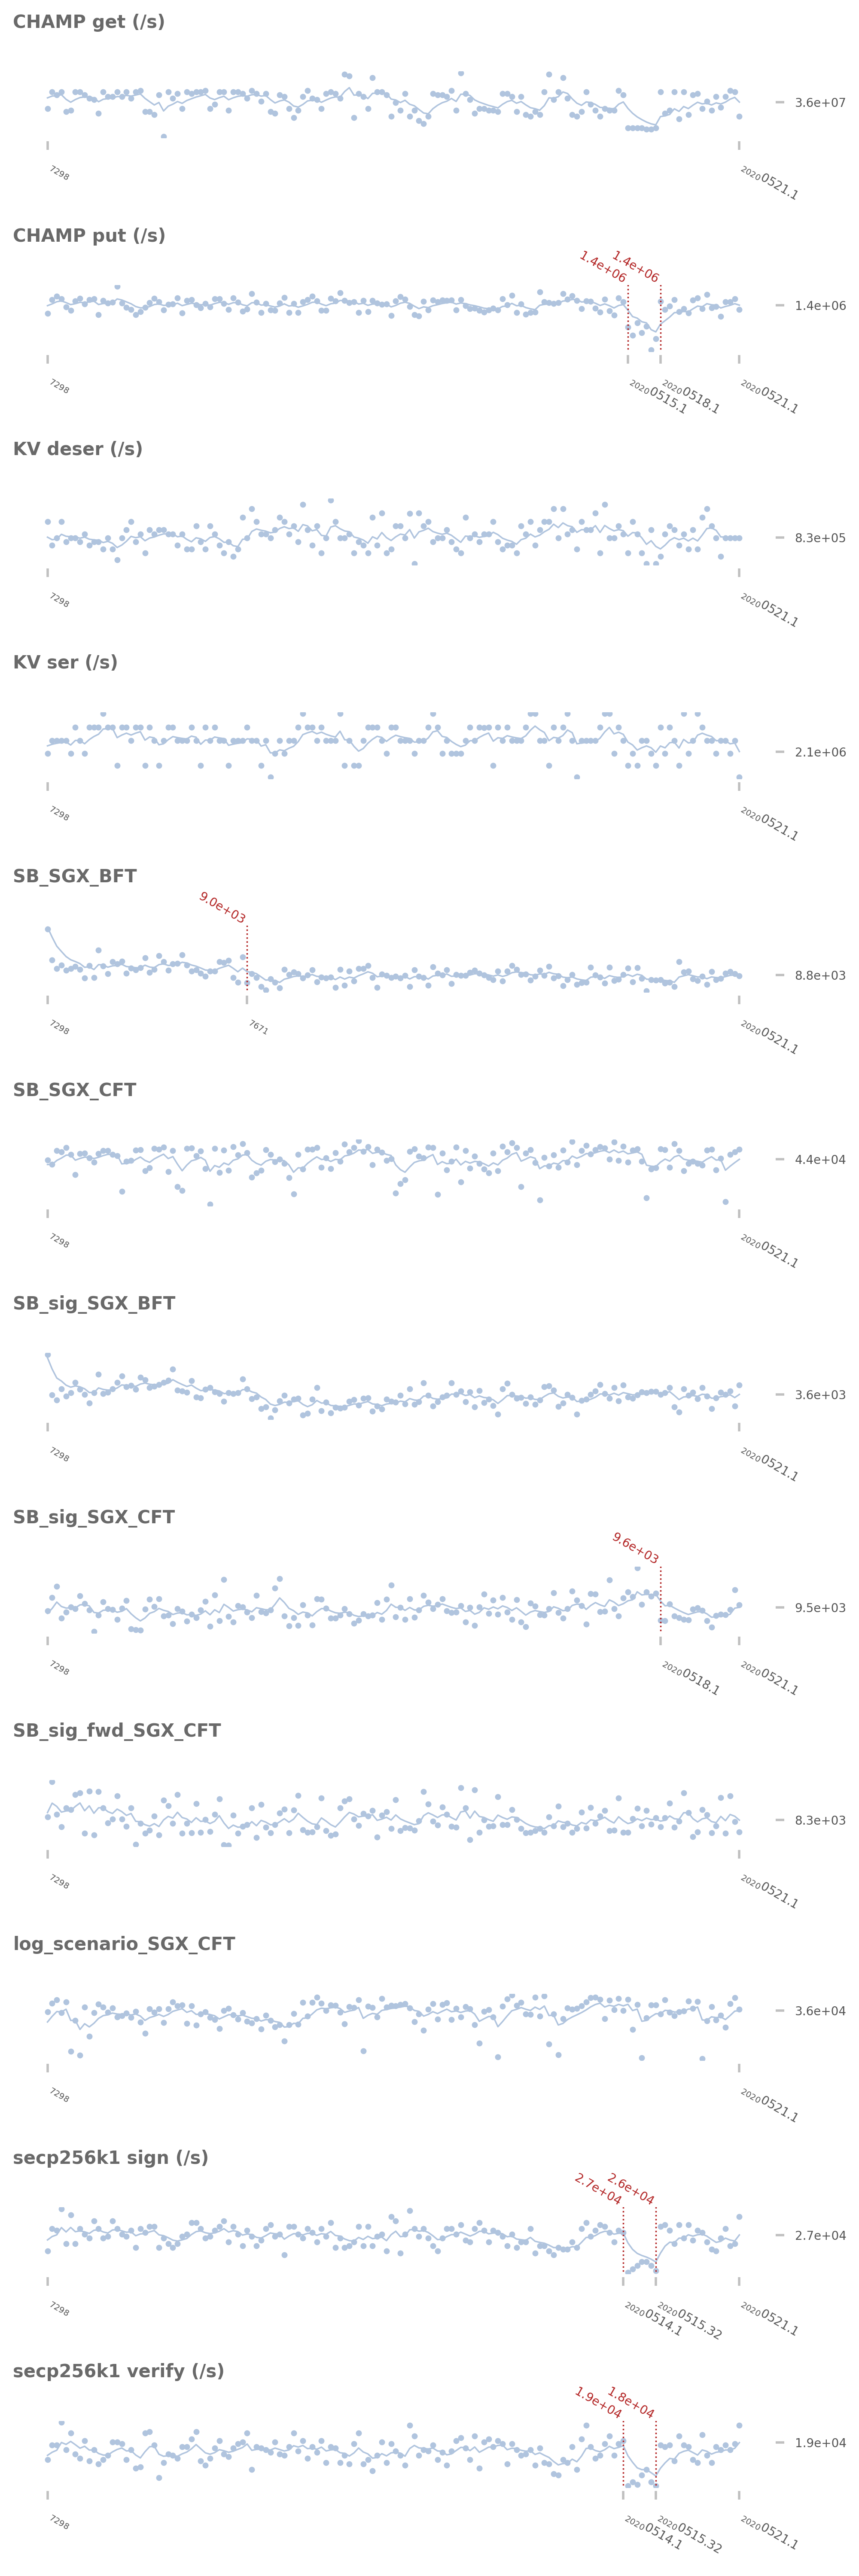 CHAMP get (/s)
3.6e+07
7298
20200521.1
CHAMP put (/s)
1.4e+06
1.4e+06
1.4e+06
7298
20200515.1
20200518.1
20200521.1
KV deser (/s)
8.3e+05
7298
20200521.1
KV ser (/s)
2.1e+06
7298
20200521.1
SB_SGX_BFT
9.0e+03
8.8e+03
7298
7671
20200521.1
SB_SGX_CFT
4.4e+04
7298
20200521.1
SB_sig_SGX_BFT
3.6e+03
7298
20200521.1
SB_sig_SGX_CFT
9.6e+03
9.5e+03
7298
20200518.1
20200521.1
SB_sig_fwd_SGX_CFT
8.3e+03
7298
20200521.1
log_scenario_SGX_CFT
3.6e+04
7298
20200521.1
secp256k1 sign (/s)
2.7e+04
2.6e+04
2.7e+04
7298
20200514.1
20200515.32
20200521.1
secp256k1 verify (/s)
1.9e+04
1.8e+04
1.9e+04
7298
20200514.1
20200515.32
20200521.1